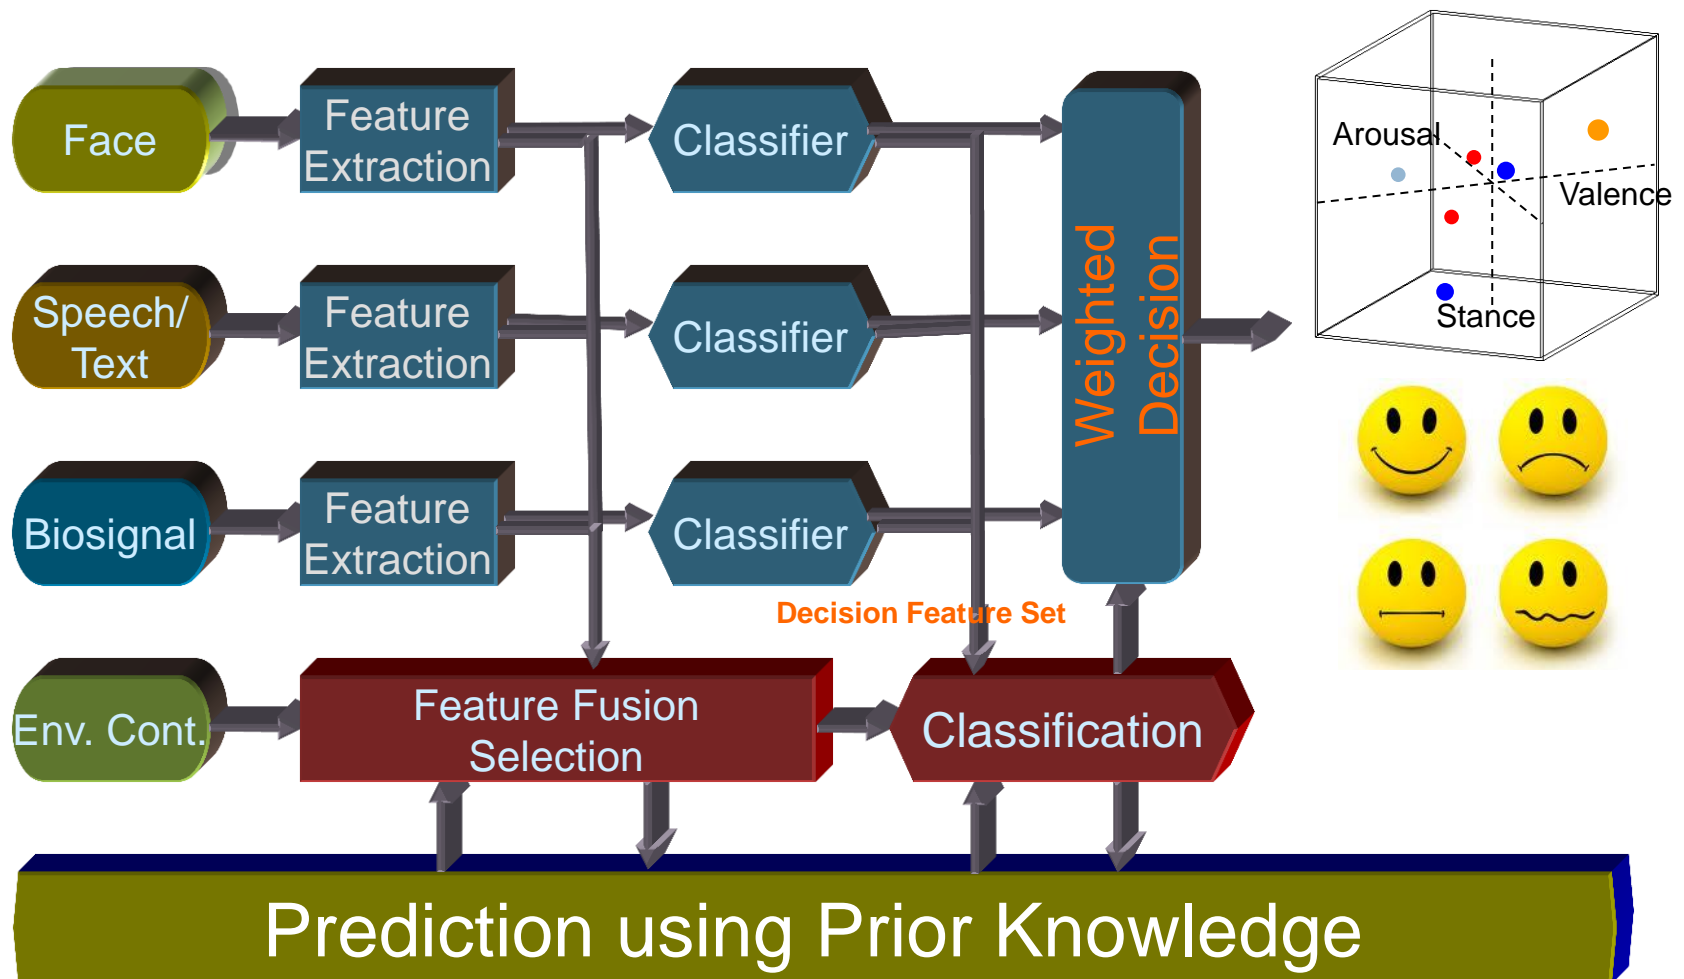 Face
Feature
Extraction
Classifier
Speech/
Text
Feature
Extraction
Classifier
Biosignal
Feature
Extraction
Classifier
Weighted
Decision
Arousal
Valence
Stance
Decision Feature Set
Env. Cont.
Feature Fusion
Selection
Classification
Prediction using Prior Knowledge